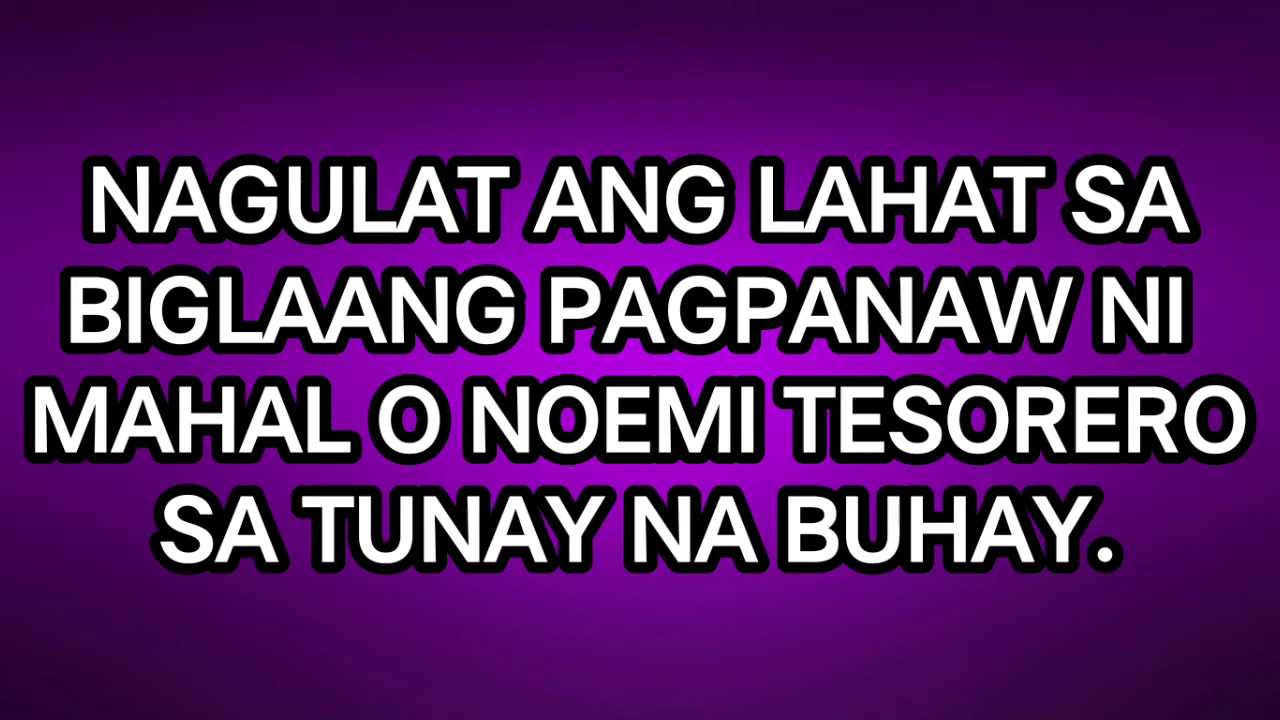 NAGULAT ANG LAHAT SA
BIGLAANG PAGPANAW NI
MAHAL O NOEMI TESORERO
SA TUNAY NA BUHAY.